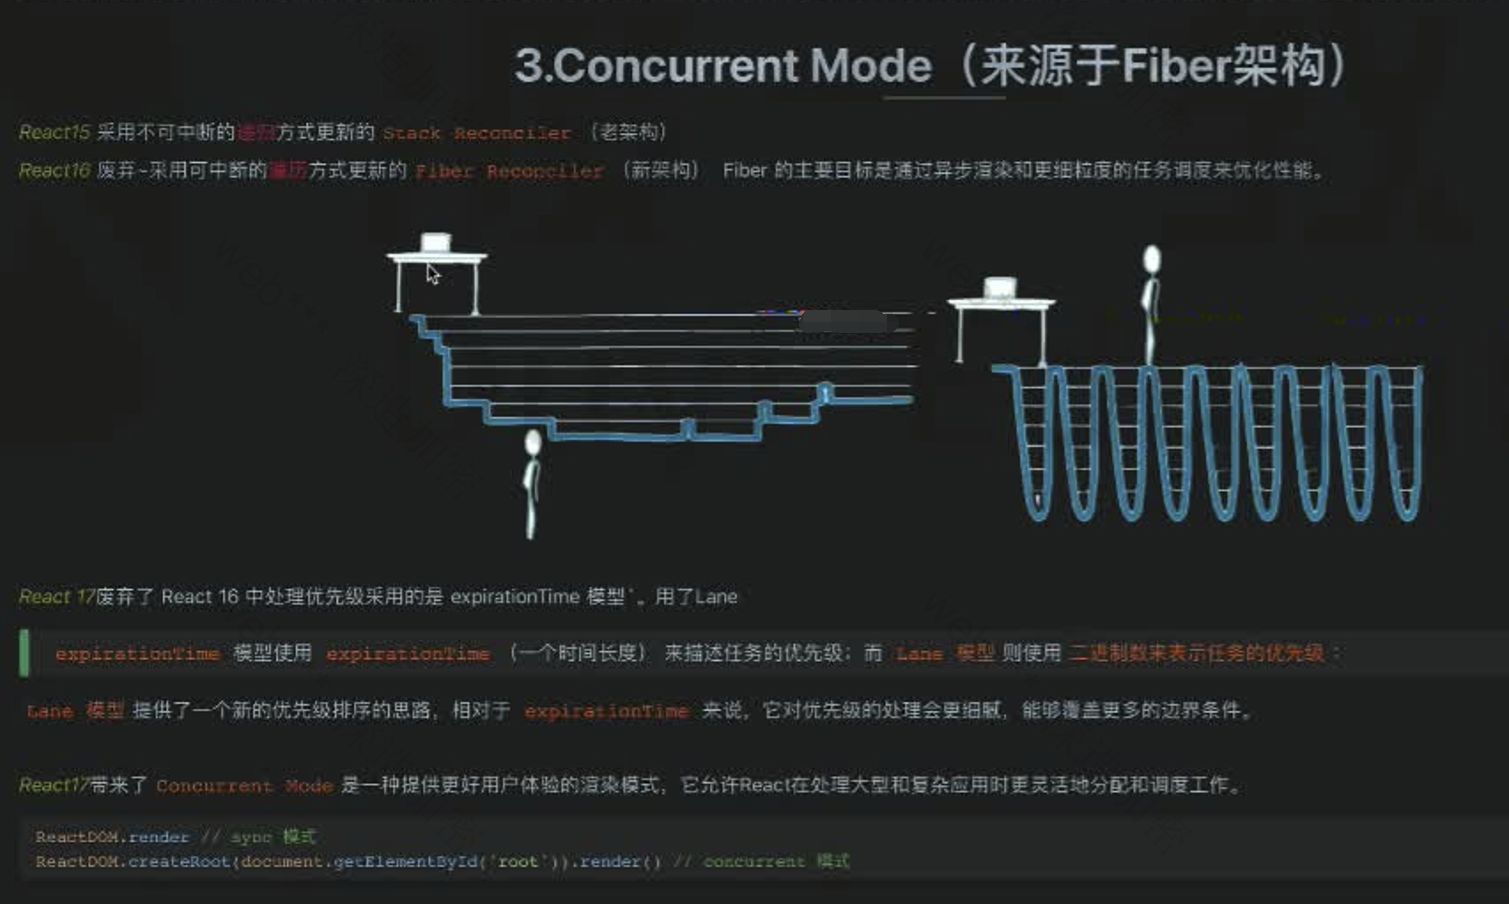 3.Concurrent Mode（来源于Fiber架构）
React15 采用不可中断的递归方式更新的 Stack Reconciler （老架构）
React16 废弃~采用可中断的遍历方式更新的 Fiber Reconciler （新架构） Fiber 的主要目标是通过异步渲染和更细粒度的任务调度来优化性能。
React 17废弃了 React 16 中处理优先级采用的是 expirationTime 模型`。用了Lane
expirationTime 模型使用 expirationTime （一个时间长度） 来描述任务的优先级；而 Lane 模型 则使用 二进制数来表示任务的优先级：
Lane 模型 提供了一个新的优先级排序的思路，相对于 expirationTime 来说，它对优先级的处理会更细腻，能够覆盖更多的边界条件。
React17带来了 Concurrent Mode 是一种提供更好用户体验的渲染模式，它允许React在处理大型和复杂应用时更灵活地分配和调度工作。
ReactDOM.render // sync 模式
ReactDOM.createRoot(document.getElementById('root')).render() // concurrent 模式